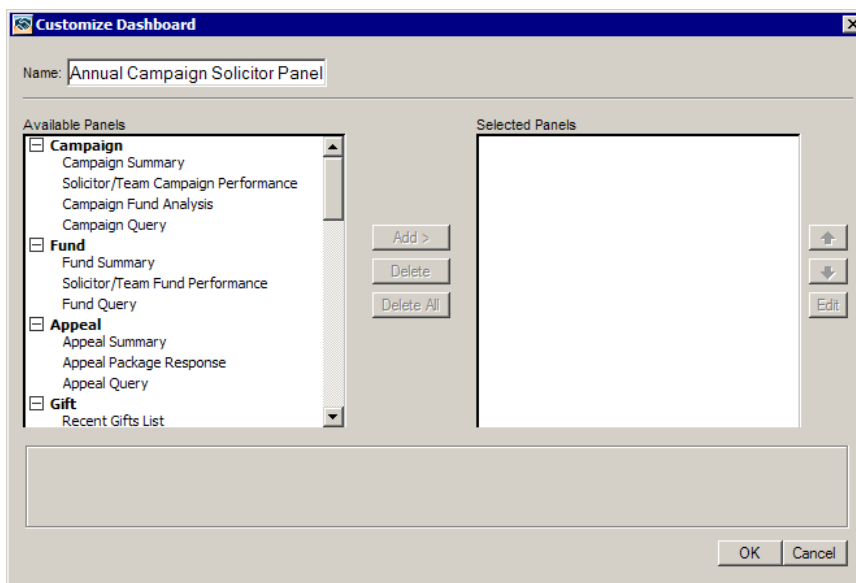 Customize Dashboard
Name: Annual Campaign Solicitor Panel
Available Panels
Campaign
Campaign Summary
Solicitor/Team Campaign Performance
Campaign Fund Analysis
Campaign Query
Fund
Fund Summary
Solicitor/Team Fund Performance
Fund Query
Appeal
Appeal Summary
Appeal Package Response
Appeal Query
Gift
Recent Gifts List
Add >
Delete
Delete All
Selected Panels
Edit
OK
Cancel